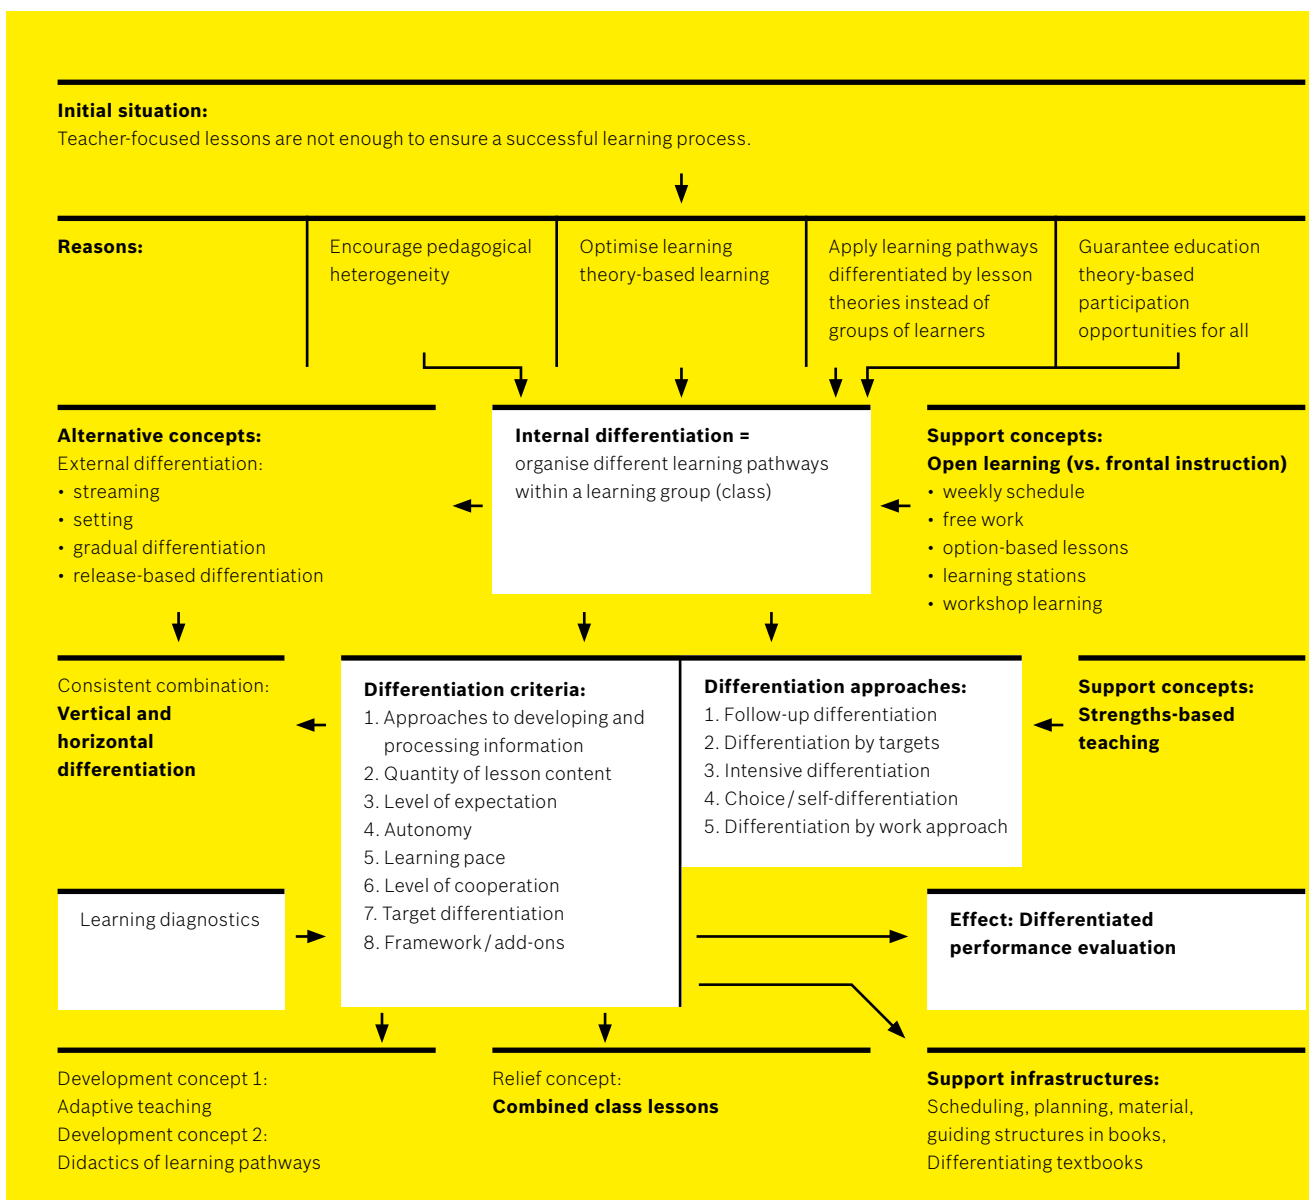 Initial situation:
Teacher-focused lessons are not enough to ensure a successful learning process.
Reasons:
Encourage pedagogical
heterogeneity
Optimise learning
theory-based learning
Apply learning pathways
differentiated by lesson
theories instead of
groups of learners
Guarantee education
theory-based
participation
opportunities for all
Alternative concepts:
External differentiation:
• streaming
• setting
• gradual differentiation
• release-based differentiation
Internal differentiation =
organise different learning pathways
within a learning group (class)
Support concepts:
Open learning (vs. frontal instruction)
• weekly schedule
• free work
• option-based lessons
• learning stations
• workshop learning
Consistent combination:
Vertical and
horizontal
differentiation
Differentiation criteria:
1. Approaches to developing and
processing information
2. Quantity of lesson content
3. Level of expectation
4. Autonomy
5. Learning pace
6. Level of cooperation
7. Target differentiation
8. Framework / add-ons
Differentiation approaches:
1. Follow-up differentiation
2. Differentiation by targets
3. Intensive differentiation
4. Choice / self-differentiation
5. Differentiation by work approach
Support concepts:
Strengths-based
teaching
Learning diagnostics
Effect: Differentiated
performance evaluation
Development concept 1:
Adaptive teaching
Development concept 2:
Didactics of learning pathways
Relief concept:
Combined class lessons
Support infrastructures:
Scheduling, planning, material,
guiding structures in books,
Differentiating textbooks